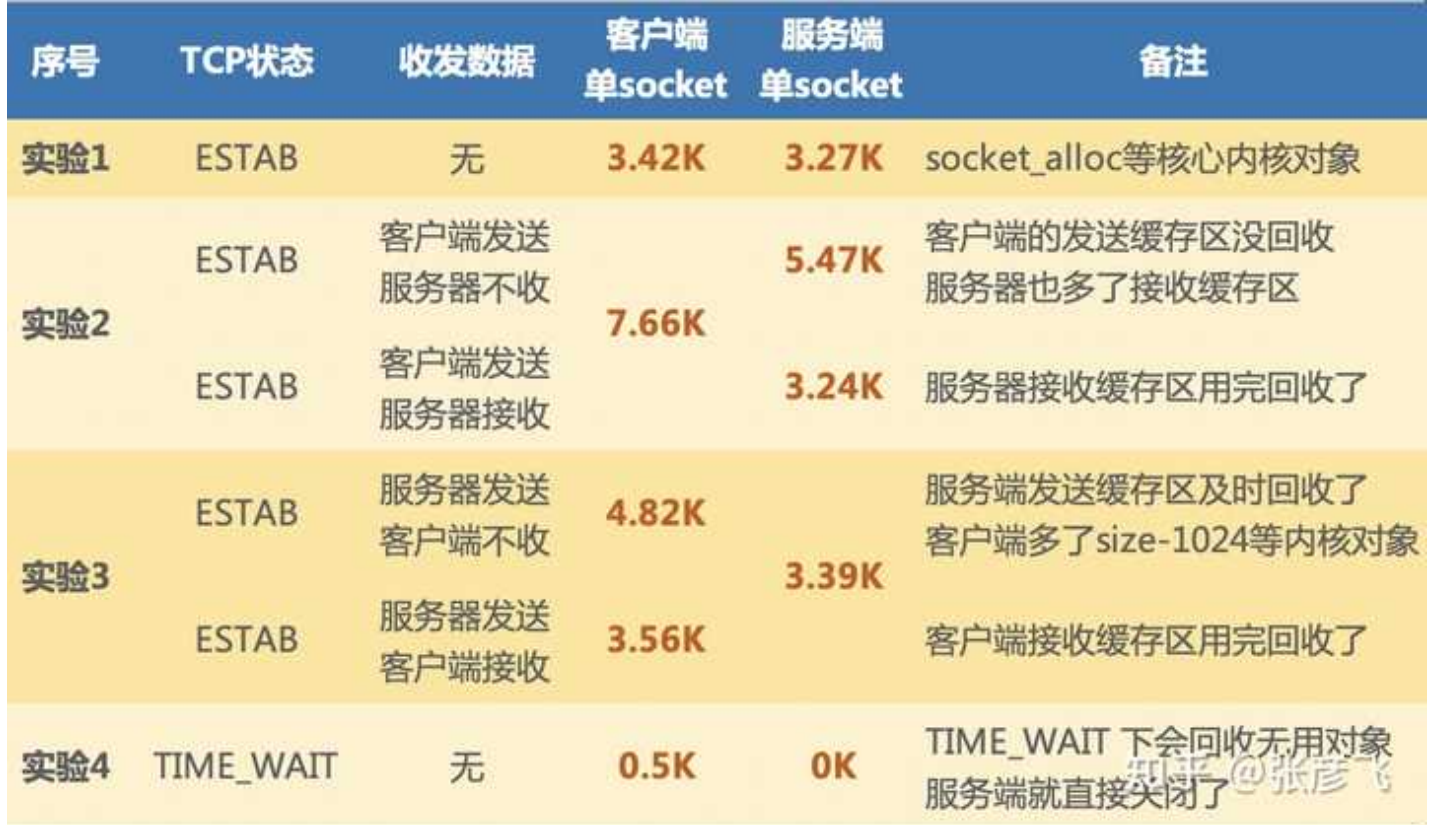 序号 TCP状态 收发数据 客户端 单socket 服务端 单socket 备注
实验1 ESTAB 无 3.42K 3.27K socket_alloc等核心内核对象
实验2
ESTAB
客户端发送
服务器不收
7.66K
5.47K
客户端的发送缓存区没回收
服务器也多了接收缓存区
ESTAB
客户端发送
服务器接收
3.24K
服务器接收缓存区用完回收了
实验3
ESTAB
服务器发送
客户端不收
4.82K
3.39K
服务端发送缓存区及时回收了
客户端多了size-1024等内核对象
ESTAB
服务器发送
客户端接收
3.56K
客户端接收缓存区用完回收了
实验4 TIME_WAIT 无 0.5K 0K
TIME_WAIT 下会回收无用对象
服务端就直接关闭了
知乎 @张彦飞